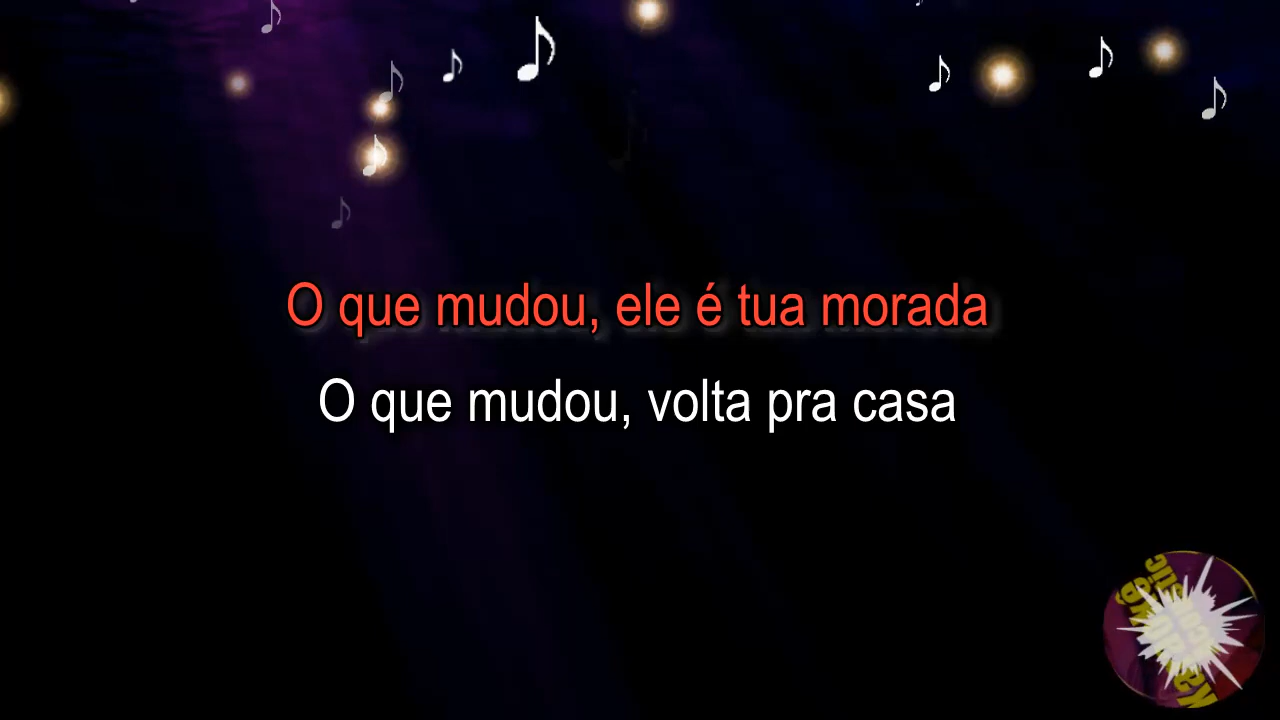 O que mudou, ele é tua morada
O que mudou, volta pra casa